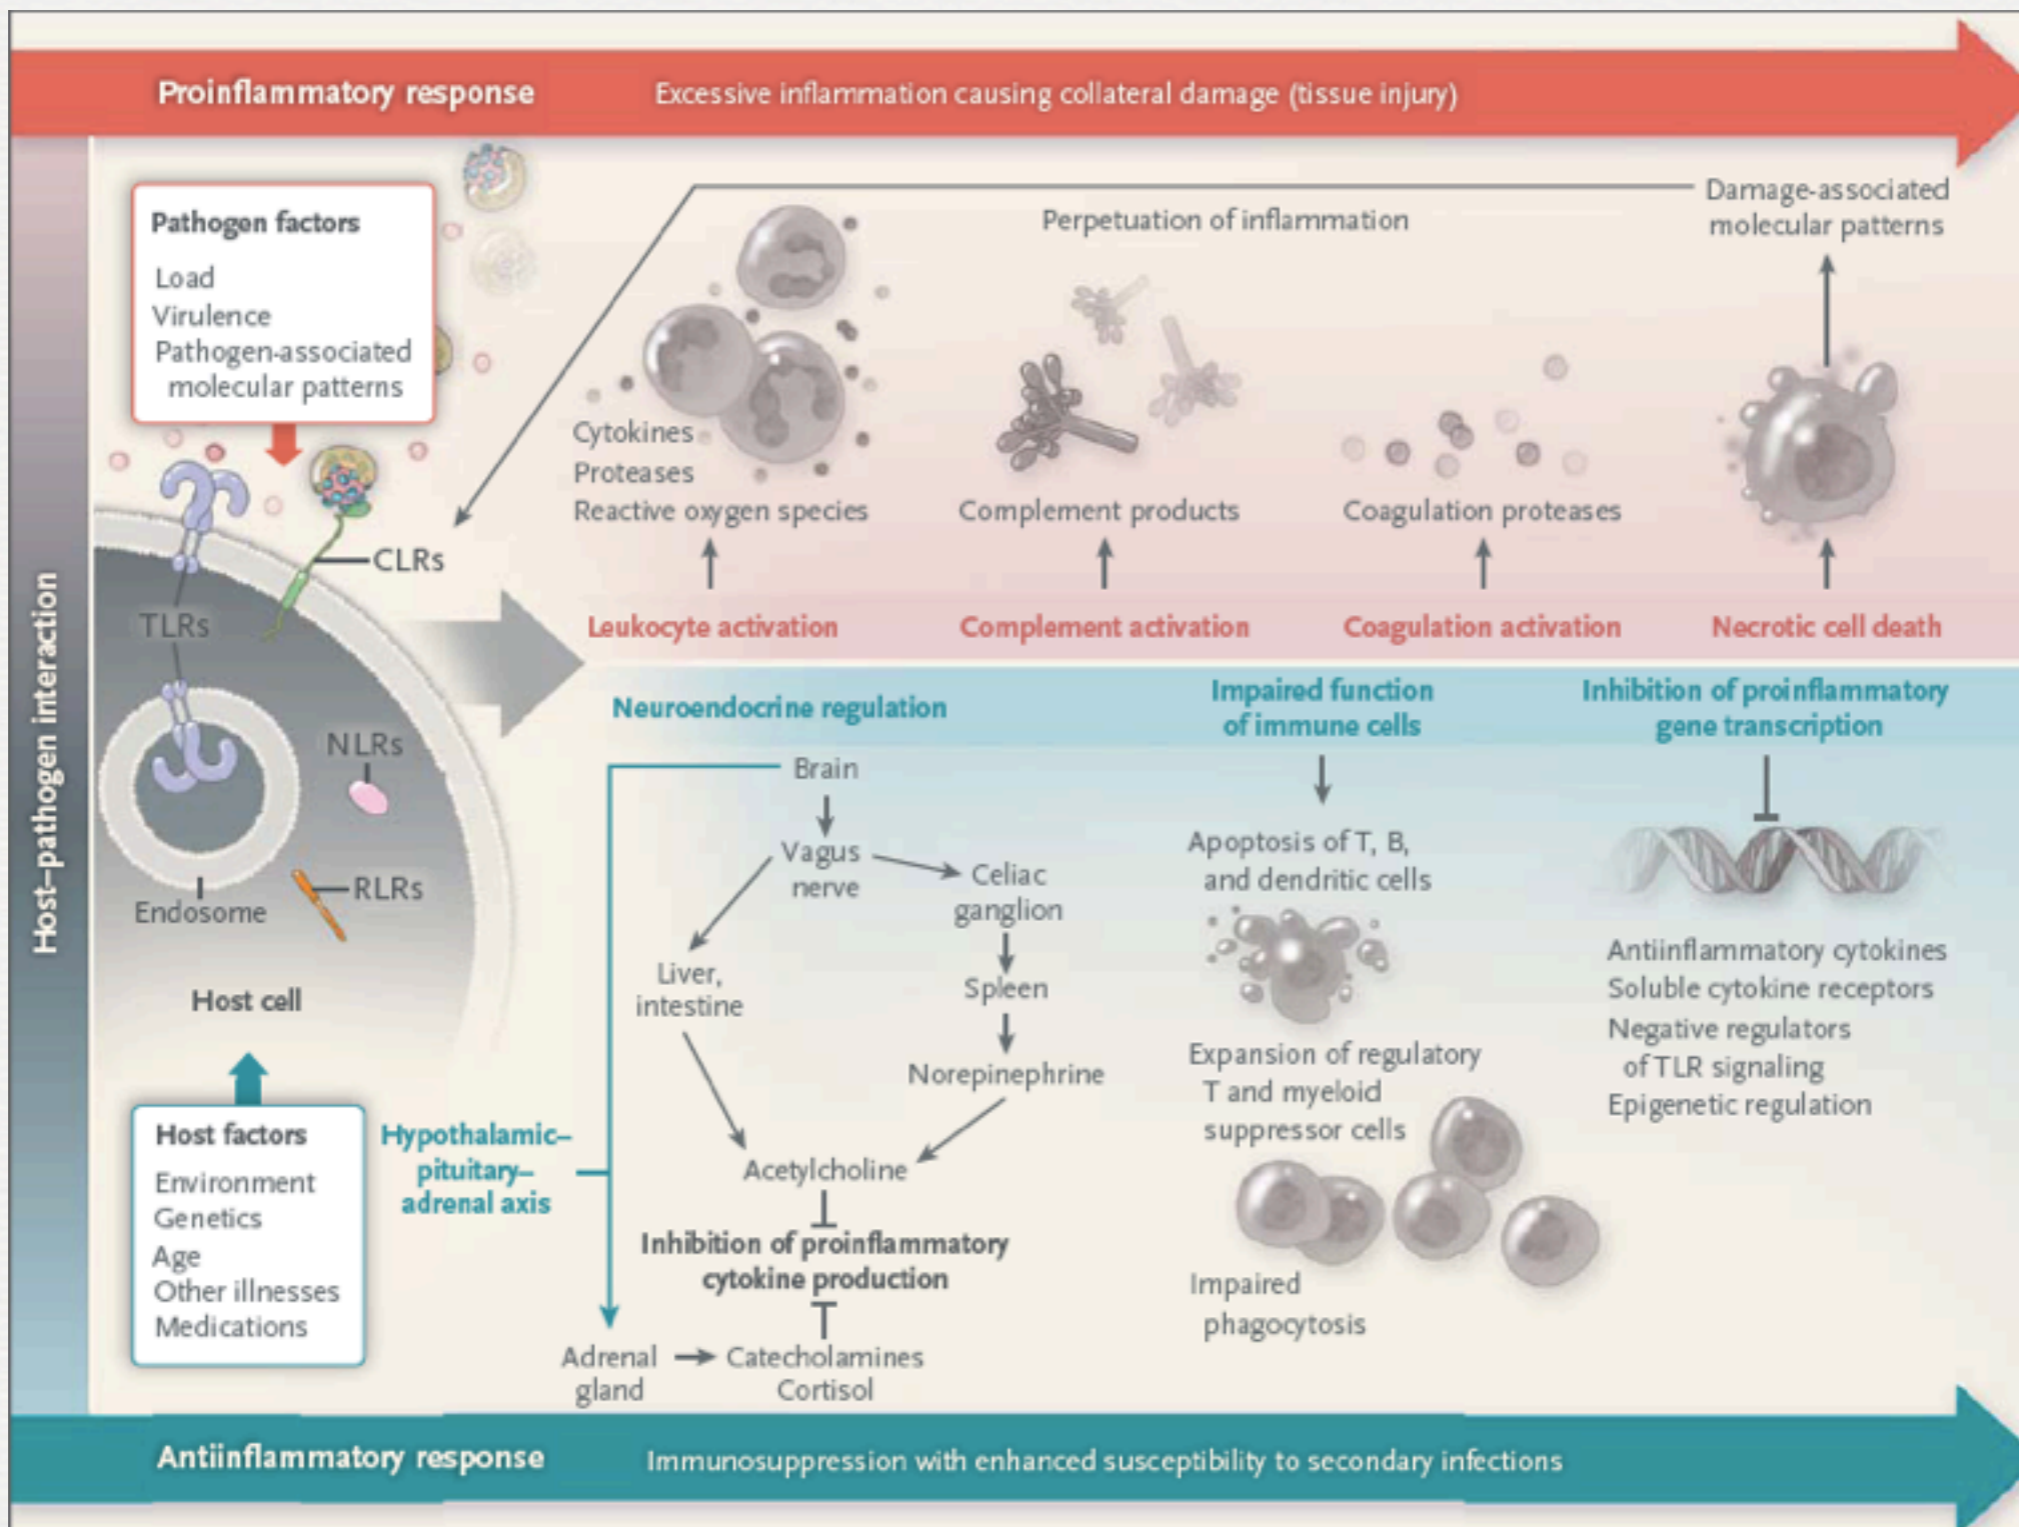 Proinflammatory response
Excessive inflammation causing collateral damage (tissue injury)
Host–pathogen interaction
Pathogen factors
Load
Virulence
Pathogen-associated
molecular patterns
CLRs
TLRs
NLRs
RLRs
Endosome
Host cell
Host factors
Environment
Genetics
Age
Other illnesses
Medications
Damage-associated
molecular patterns
Perpetuation of inflammation
Cytokines
Proteases
Reactive oxygen species
Complement products
Coagulation proteases
Leukocyte activation
Complement activation
Coagulation activation
Necrotic cell death
Neuroendocrine regulation
Brain
Vagus
nerve
Celiac
ganglion
Liver,
intestine
Spleen
Norepinephrine
Hypothalamic–
pituitary–
adrenal axis
Acetylcholine
Inhibition of proinflammatory
cytokine production
Adrenal
gland
Catecholamines
Cortisol
Impaired function
of immune cells
Apoptosis of T, B,
and dendritic cells
Expansion of regulatory
T and myeloid
suppressor cells
Impaired
phagocytosis
Inhibition of proinflammatory
gene transcription
Antiinflammatory cytokines
Soluble cytokine receptors
Negative regulators
of TLR signaling
Epigenetic regulation
Antiinflammatory response
Immunosuppression with enhanced susceptibility to secondary infections